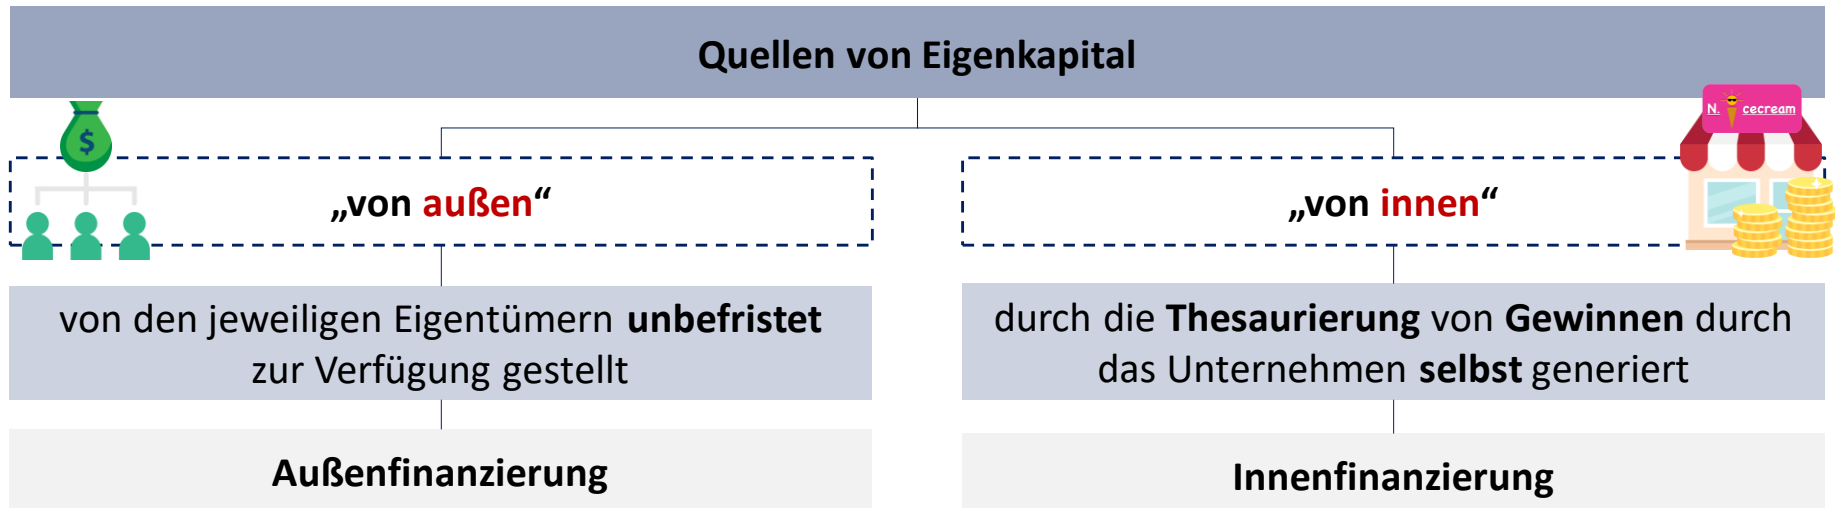 Quellen von Eigenkapital
N. cecream
$
„von außen“
„von innen“
von den jeweiligen Eigentümern unbefristet
zur Verfügung gestellt
durch die Thesaurierung von Gewinnen durch
das Unternehmen selbst generiert
Außenfinanzierung
Innenfinanzierung